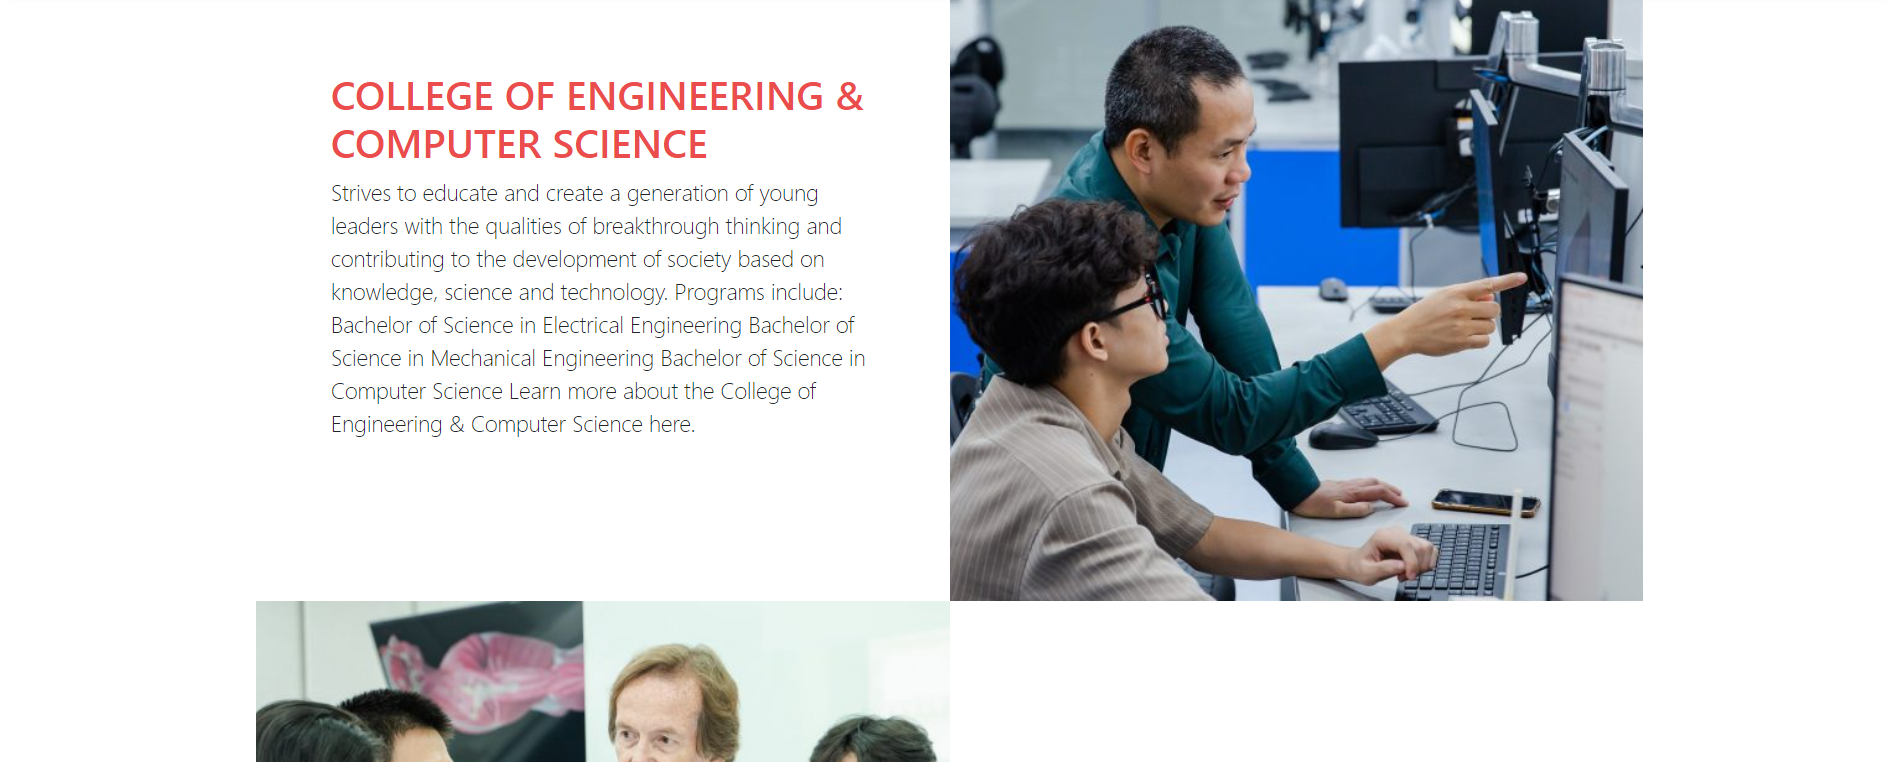 COLLEGE OF ENGINEERING &
COMPUTER SCIENCE
Strives to educate and create a generation of young
leaders with the qualities of breakthrough thinking and
contributing to the development of society based on
knowledge, science and technology. Programs include:
Bachelor of Science in Electrical Engineering Bachelor of
Science in Mechanical Engineering Bachelor of Science in
Computer Science Learn more about the College of
Engineering & Computer Science here.